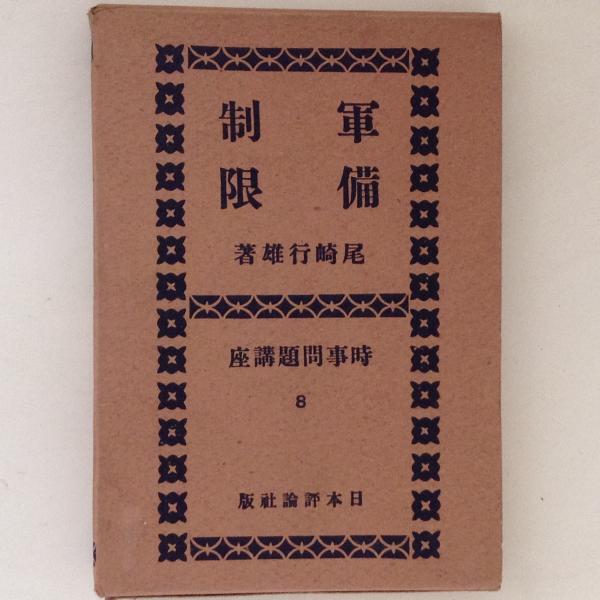 軍備
制限
尾崎行雄著
時事問題講座
8
日本評論社版